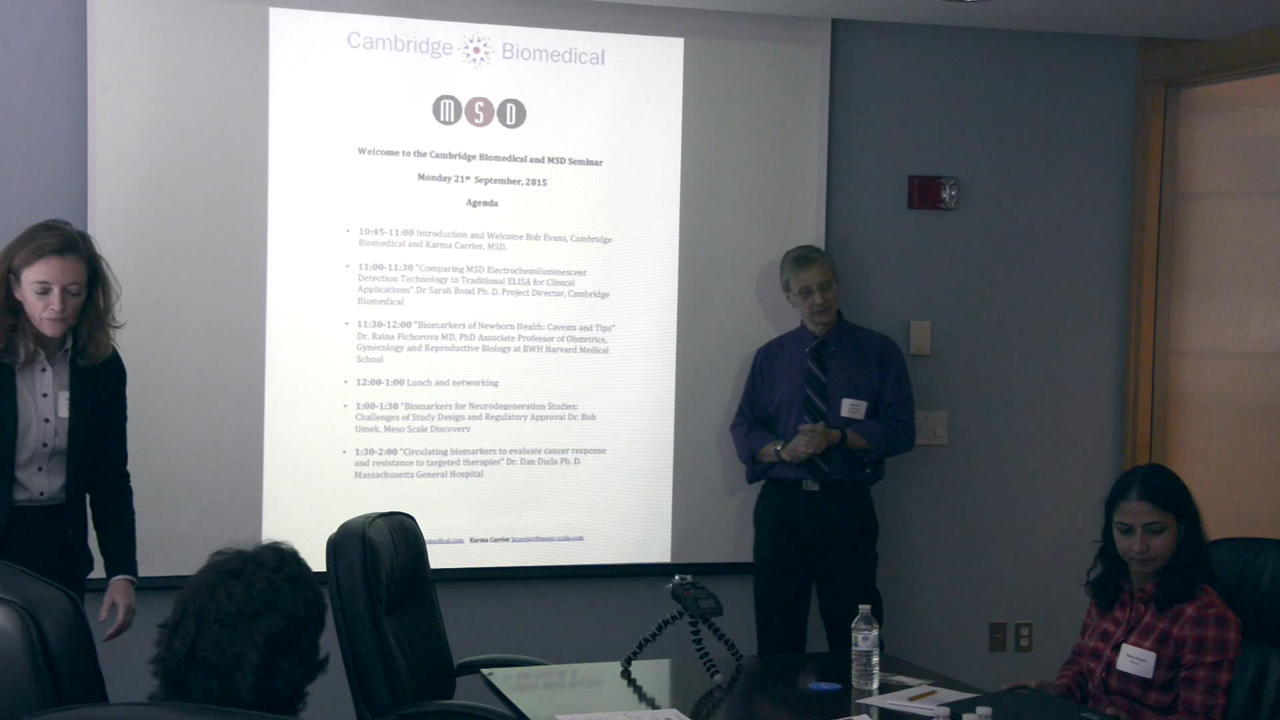 Cambridge Biomedical
MSD
Welcome to the Cambridge Biomedical and MSD Seminar
Monday 21st September, 2015
Agenda
• 10:45-11:00 Introduction and Welcome Bob Evans, Cambridge
Biomedical and Karma Carrier, MSD.
• 11:00-11:30 "Comparing MSD Electrochemiluminescent
Detection Technology to Traditional ELISA for Clinical
Applications" Dr Sarah Bond Ph. D. Project Director, Cambridge
Biomedical
• 11:30-12:00 "Biomarkers of Newborn Health: Caveats and Tips"
Dr. Raina Fichorova MD, PhD Associate Professor of Obstetrics,
Gynecology and Reproductive Biology at BWH Harvard Medical
School
• 12:00-1:00 Lunch and networking
• 1:00-1:30 "Biomarkers for Neurodegeneration Studies:
Challenges of Study Design and Regulatory Approval Dr. Bob
Umek, Meso Scale Discovery
• 1:30-2:00 "Circulating biomarkers to evaluate cancer response
and resistance to targeted therapies" Dr. Dan Duda Ph. D.
Massachusetts General Hospital
Karma Carrier kcarrier@meso-scale.com